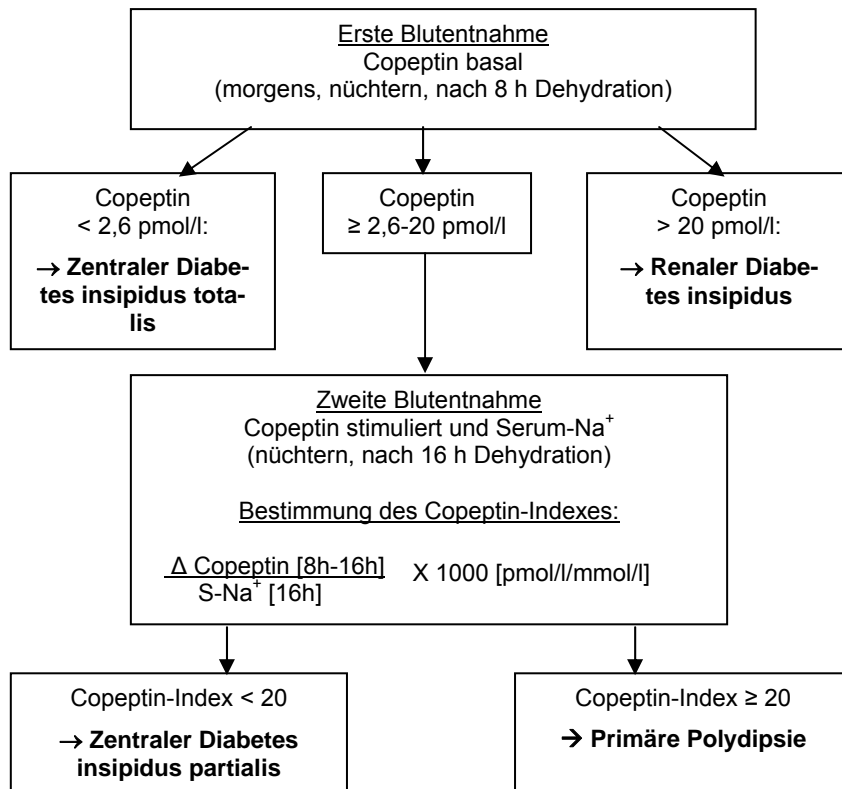 Erste Blutentnahme
Copeptin basal
(morgens, nüchtern, nach 8 h Dehydration)
Copeptin
< 2,6 pmol/l:
→ Zentraler Diabe-
tes insipidus tota-
lis
Copeptin
≥ 2,6-20 pmol/l
Copeptin
> 20 pmol/l:
→ Renaler Diabe-
tes insipidus
Zweite Blutentnahme
Copeptin stimuliert und Serum-Na⁺
(nüchtern, nach 16 h Dehydration)
Bestimmung des Copeptin-Indexes:
Δ Copeptin [8h-16h] X 1000 [pmol/l/mmol/l]
S-Na⁺ [16h]
Copeptin-Index < 20
→ Zentraler Diabetes
insipidus partialis
Copeptin-Index ≥ 20
→ Primäre Polydipsie